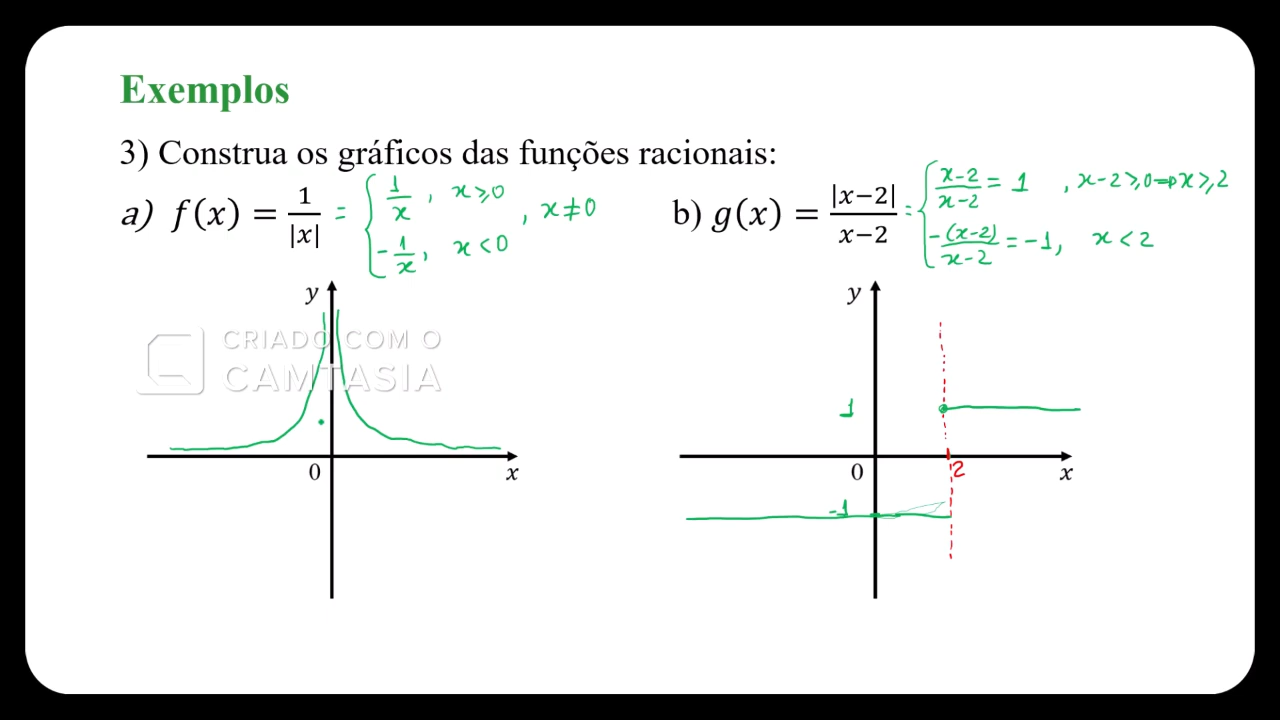 Exemplos
3) Construa os gráficos das funções racionais:
a) f(x) = 1/|x| = { 1/x, x ⩾ 0
-1/x, x < 0 , x ≠ 0
b) g(x) = |x−2|/x−2 = { x-2/x-2 = 1 , x-2 ⩾ 0 ⇒ x ⩾ 2
-(x-2)/x-2 = -1, x < 2
y
CRIADO COM O
CAMTASIA
0
x
y
1
0
2
x
-1